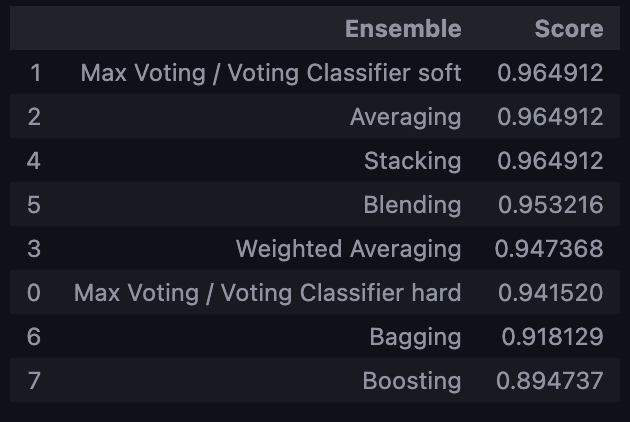 Ensemble Score
1 Max Voting / Voting Classifier soft 0.964912
2 Averaging 0.964912
4 Stacking 0.964912
5 Blending 0.953216
3 Weighted Averaging 0.947368
0 Max Voting / Voting Classifier hard 0.941520
6 Bagging 0.918129
7 Boosting 0.894737